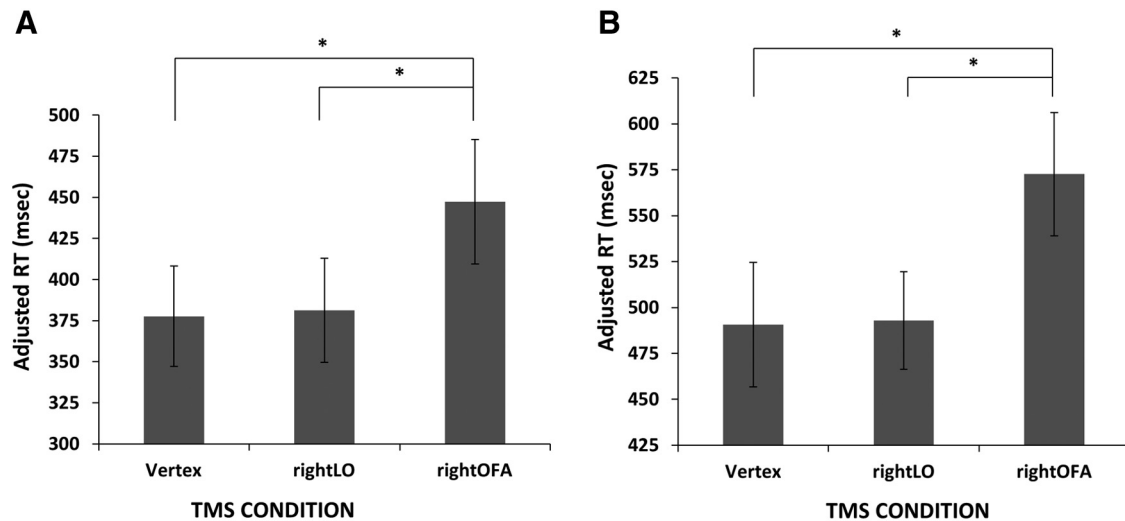 A
*
*
Adjusted RT (msec)
500
475
450
425
400
375
350
325
300
Vertex rightLO rightOFA
TMS CONDITION
B
*
*
Adjusted RT (msec)
625
600
575
550
525
500
475
450
425
Vertex rightLO rightOFA
TMS CONDITION